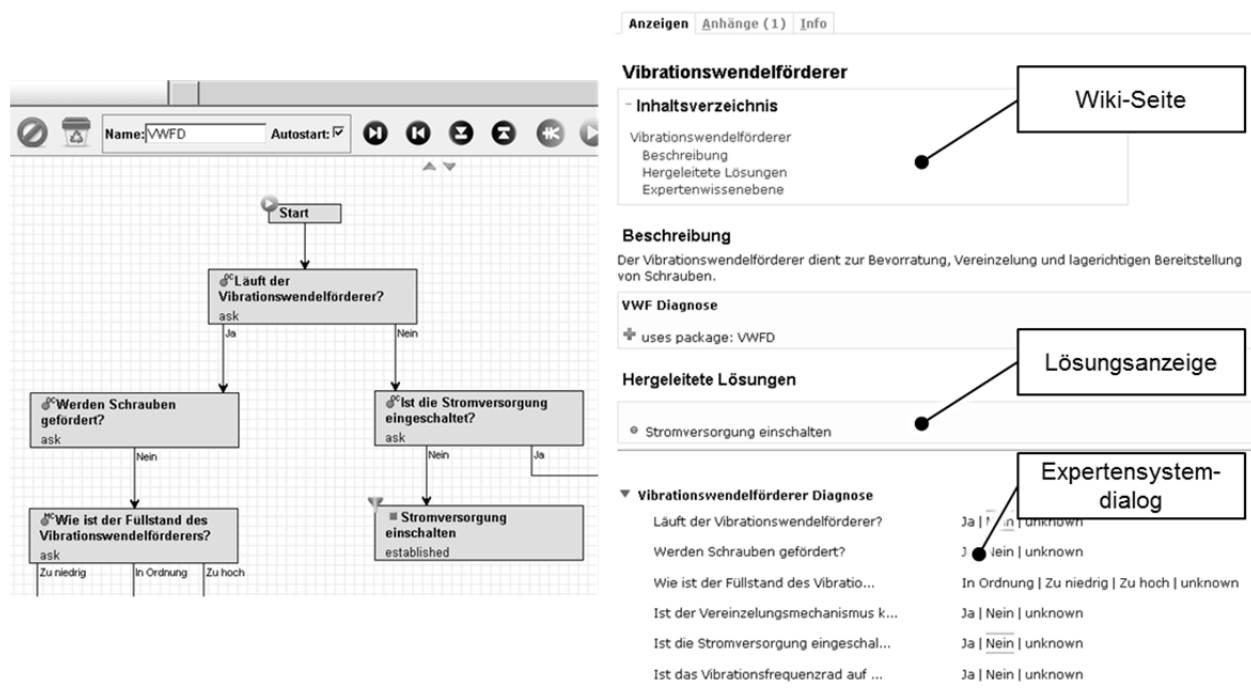 Name: VWFD
Autostart:
Start
Läuft der
Vibrationswendelförderer?
ask
Ja
Nein
Werden Schrauben
gefördert?
ask
Ist die Stromversorgung
eingeschaltet?
ask
Nein
Nein
Ja
Wie ist der Füllstand des
Vibrationswendelförderers?
ask
Stromversorgung
einschalten
established
Zu niedrig
In Ordnung
Zu hoch
Anzeigen Anhänge (1) Info
Vibrationswendelförderer
Wiki-Seite
− Inhaltsverzeichnis
Vibrationswendelförderer
Beschreibung
Hergeleitete Lösungen
Expertenwissenebene
Beschreibung
Der Vibrationswendelförderer dient zur Bevorratung, Vereinzelung und lagerichtigen Bereitstellung
von Schrauben.
VWF Diagnose
uses package: VWFD
Lösungsanzeige
Hergeleitete Lösungen
Stromversorgung einschalten
Expertensystem-
dialog
Vibrationswendelförderer Diagnose
Läuft der Vibrationswendelförderer? Ja | unknown
Werden Schrauben gefördert? Nein | unknown
Wie ist der Füllstand des Vibratio... In Ordnung | Zu niedrig | Zu hoch | unknown
Ist der Vereinzelungsmechanismus k... Ja | Nein | unknown
Ist die Stromversorgung eingeschal... Ja | Nein | unknown
Ist das Vibrationsfrequenzrad auf ... Ja | Nein | unknown